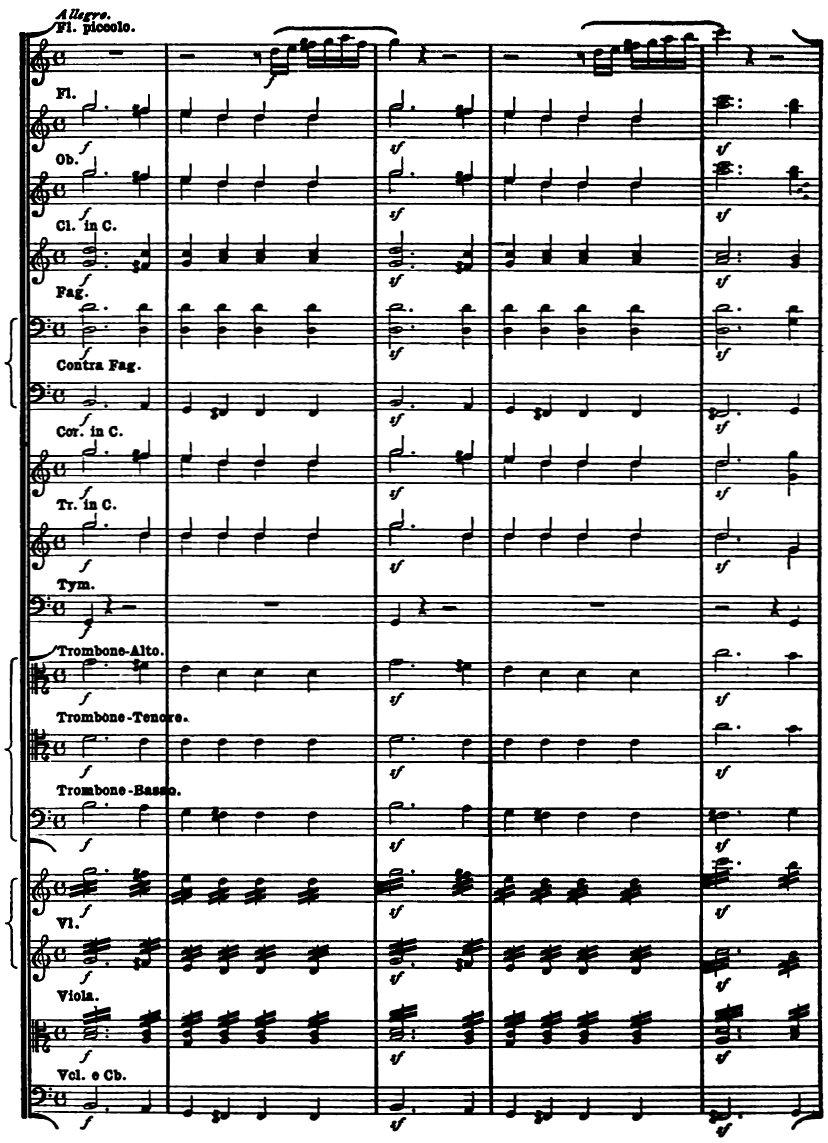 Allegro.
Fl. piccolo.
f
Fl.
f sf sf
Ob.
f sf sf
Cl. in C.
f sf sf
Fag.
f sf sf
Contra Fag.
f sf sf
Cor. in C.
f sf sf
Tr. in C.
f sf sf
Tym.
f
Trombone-Alto.
f sf sf
Trombone-Tenore.
f sf sf
Trombone-Basso.
f sf sf
f sf sf
Vl.
f sf sf
Viola.
f sf sf
Vcl. e Cb.
f sf sf